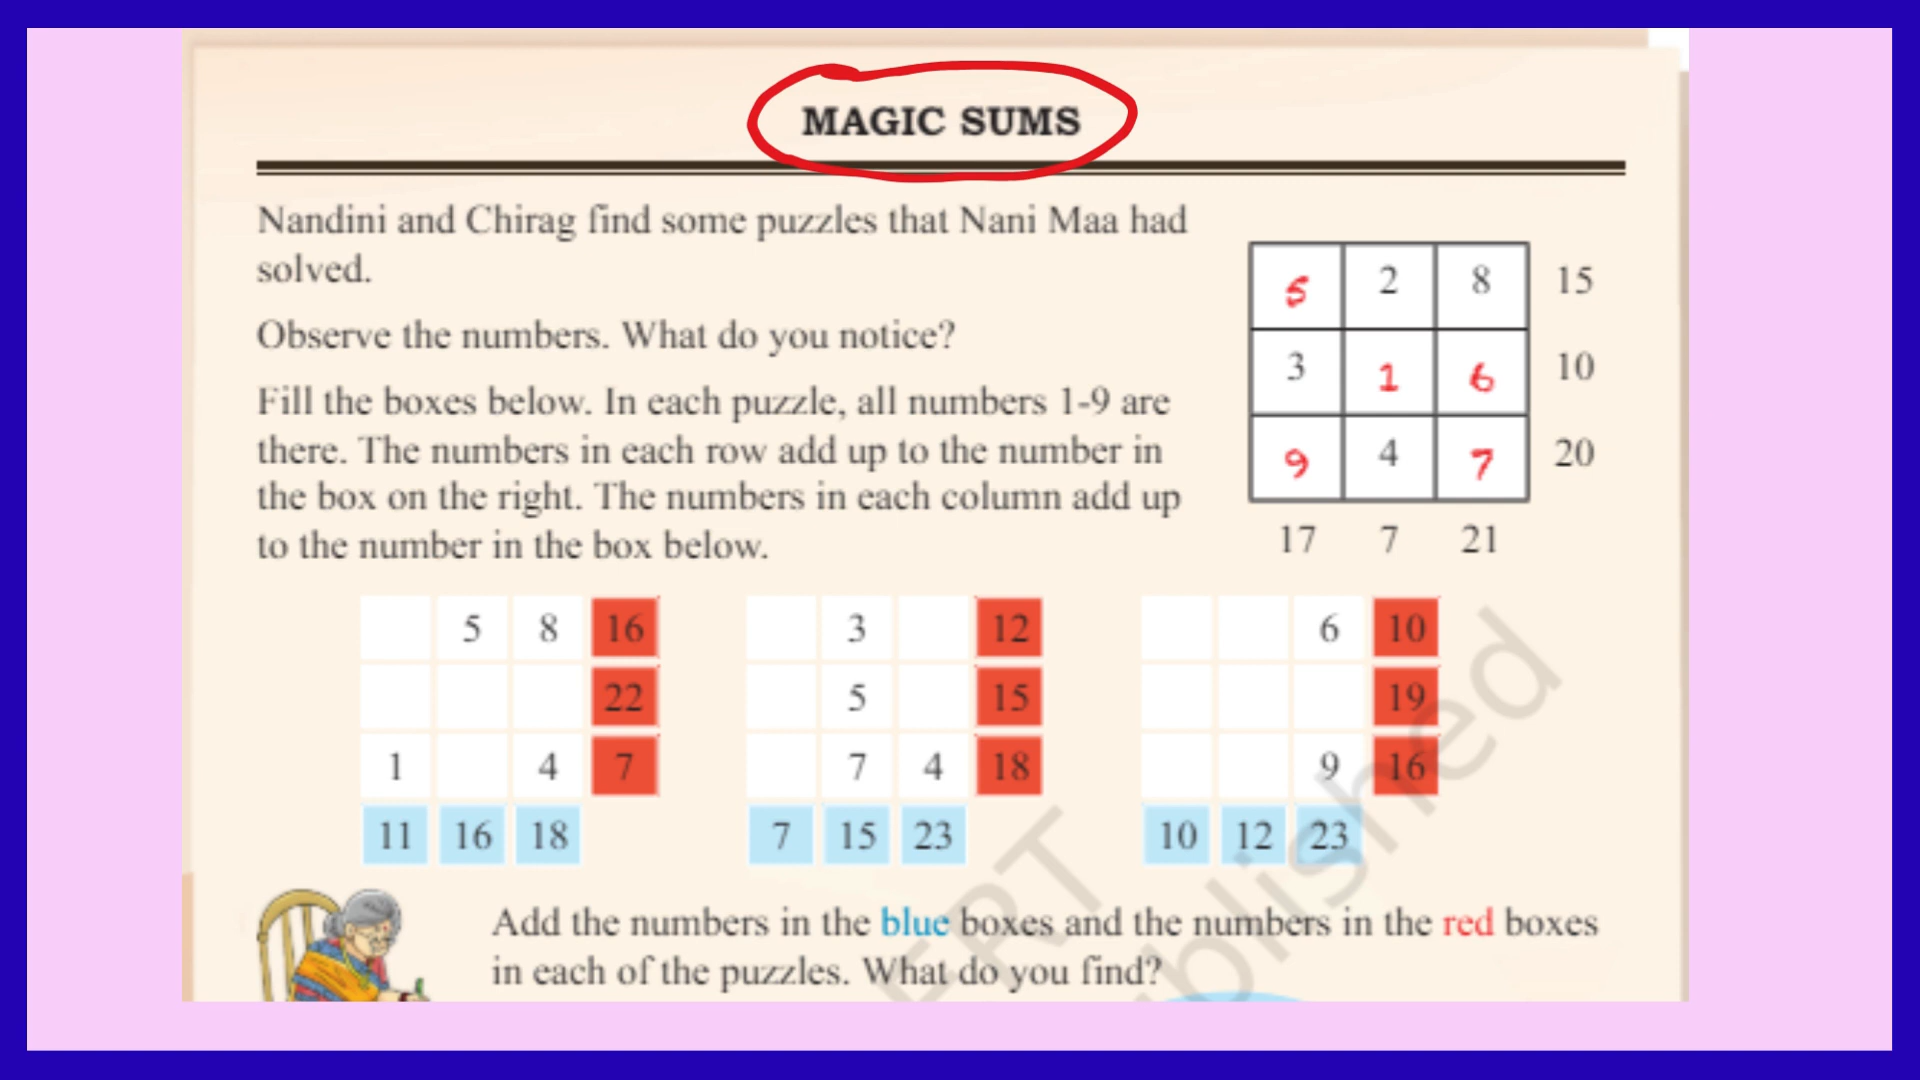 MAGIC SUMS
Nandini and Chirag find some puzzles that Nani Maa had
solved.
Observe the numbers. What do you notice?
Fill the boxes below. In each puzzle, all numbers 1-9 are
there. The numbers in each row add up to the number in
the box on the right. The numbers in each column add up
to the number in the box below.
5 2 8 15
3 1 6 10
9 4 7 20
17 7 21
5 8 16
22
1 4 7
11 16 18
3 12
5 15
7 4 18
7 15 23
6 10
19
9 16
10 12 23
Add the numbers in the blue boxes and the numbers in the red boxes
in each of the puzzles. What do you find?